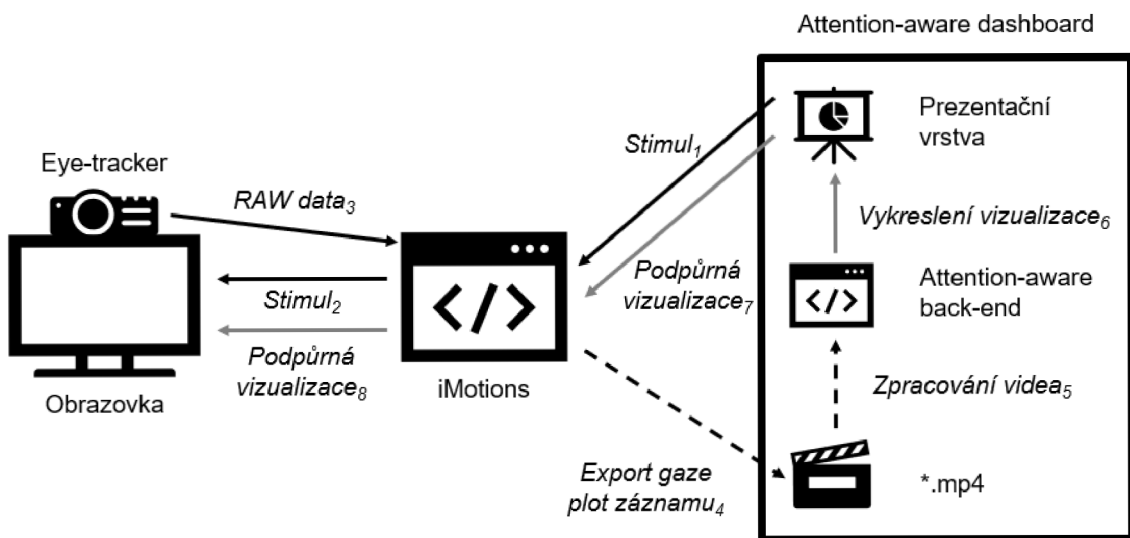 Attention-aware dashboard
Prezentační
vrstva
Stimul₁
Eye-tracker
RAW data₃
Vykreslení vizualizace₆
Podpůrná
vizualizace₇
Attention-aware
back-end
Stimul₂
Podpůrná
vizualizace₈
</>
</>
Obrazovka
iMotions
Zpracování videa₅
Export gaze
plot záznamu₄
*.mp4